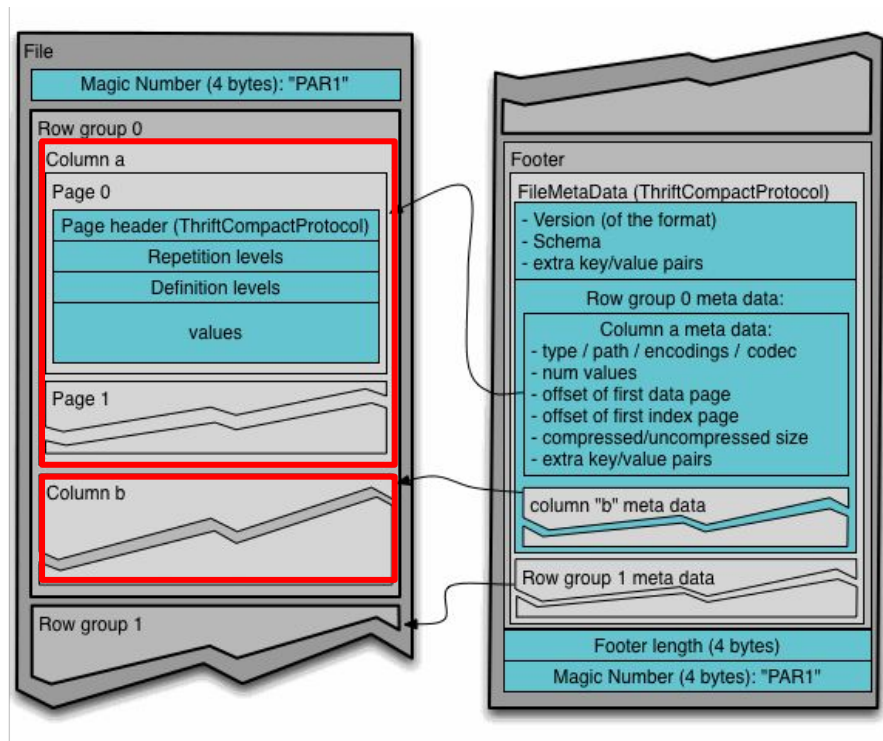 File
Magic Number (4 bytes): "PAR1"
Row group 0
Column a
Page 0
Page header (ThriftCompactProtocol)
Repetition levels
Definition levels
values
Page 1
Column b
Row group 1
Footer
FileMetaData (ThriftCompactProtocol)
- Version (of the format)
- Schema
- extra key/value pairs
Row group 0 meta data:
Column a meta data:
- type / path / encodings / codec
- num values
- offset of first data page
- offset of first index page
- compressed/uncompressed size
- extra key/value pairs
column "b" meta data
Row group 1 meta data
Footer length (4 bytes)
Magic Number (4 bytes): "PAR1"